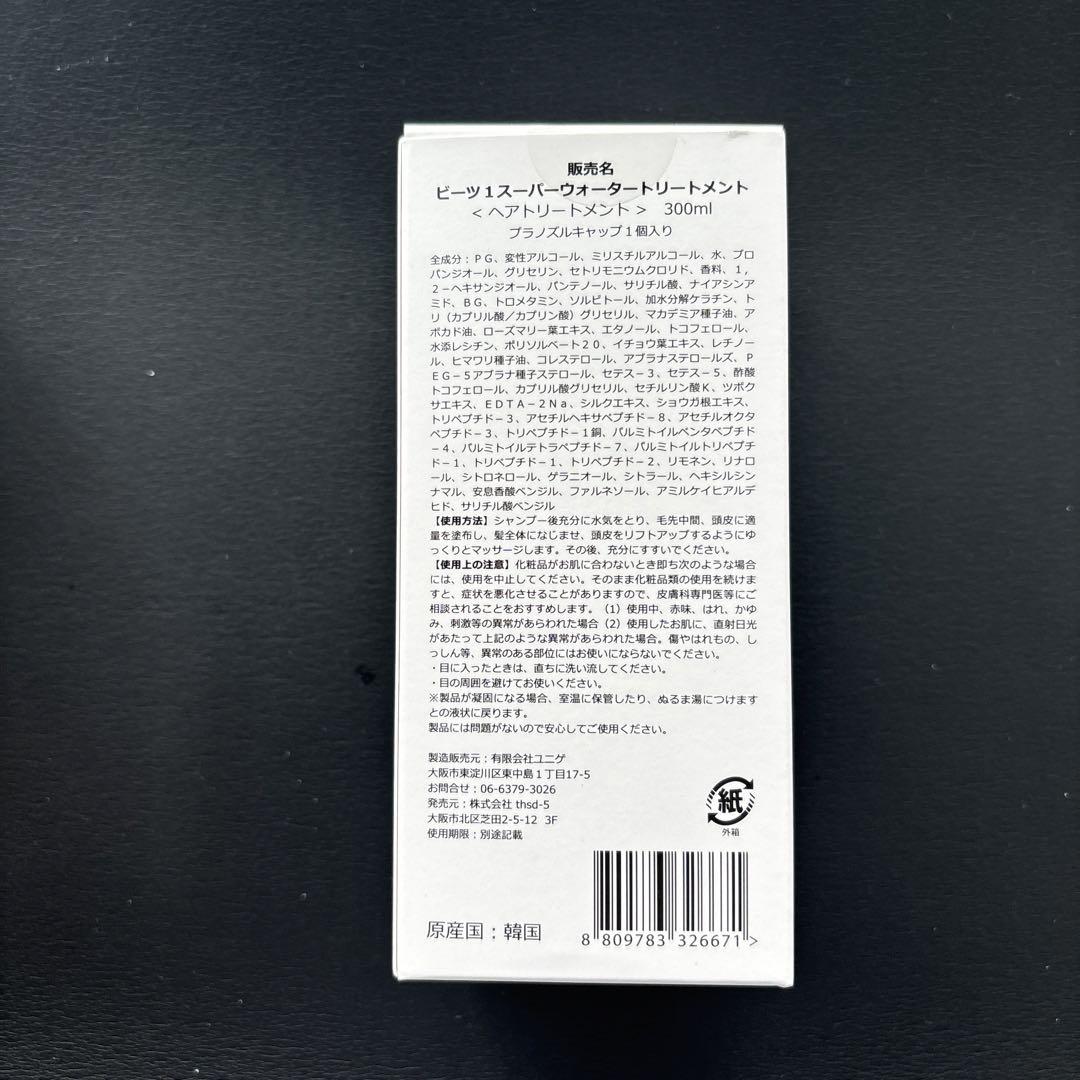 販売名
ビーツ１スーパーウォータートリートメント
＜ヘアトリートメント＞　300ml
プラノズルキャップ１個入り
全成分：ＰＧ、変性アルコール、ミリスチルアルコール、水、プロ
パンジオール、グリセリン、セトリモニウムクロリド、香料、１,
２－ヘキサンジオール、パンテノール、サリチル酸、ナイアシンア
ミド、ＢＧ、トロメタミン、ソルビトール、加水分解ケラチン、ト
リ（カプリル酸／カプリン酸）グリセリル、マカデミア種子油、ア
ボカド油、ローズマリー葉エキス、エタノール、トコフェロール、
水添レシチン、ポリソルベート２０、イチョウ葉エキス、レチノー
ル、ヒマワリ種子油、コレステロール、アブラナステロールズ、Ｐ
ＥＧ－５アブラナ種子ステロール、セテス－３、セテス－５、酢酸
トコフェロール、カプリル酸グリセリル、セチルリン酸Ｋ、ツボク
サエキス、ＥＤＴＡ－２Ｎａ、シルクエキス、ショウガ根エキス、
トリペプチド－３、アセチルヘキサペプチド－８、アセチルオクタ
ペプチド－３、トリペプチド－１銅、パルミトイルペンタペプチド
－４、パルミトイルテトラペプチド－７、パルミトイルトリペプチ
ド－１、トリペプチド－１、トリペプチド－２、リモネン、リナロ
ール、シトロネロール、ゲラニオール、シトラール、ヘキシルシン
ナマル、安息香酸ベンジル、ファルネソール、アミルケイヒアルデ
ヒド、サリチル酸ベンジル
【使用方法】シャンプー後充分に水気をとり、毛先中間、頭皮に適
量を塗布し、髪全体になじませ、頭皮をリフトアップするようにゆ
っくりとマッサージします。その後、充分にすすいでください。
【使用上の注意】化粧品がお肌に合わないとき即ち次のような場合
には、使用を中止してください。そのまま化粧品類の使用を続けま
すと、症状を悪化させることがありますので、皮膚科専門医等にご
相談されることをおすすめします。（1）使用中、赤味、はれ、かゆ
み、刺激等の異常があらわれた場合（2）使用したお肌に、直射日光
があたって上記のような異常があらわれた場合。傷やはれもの、し
っしん等、異常のある部位にはお使いにならないでください。
・目に入ったときは、直ちに洗い流してください。
・目の周囲を避けてお使いください。
※製品が凝固になる場合、室温に保管したり、ぬるま湯につけます
との液状に戻ります。
製品には問題がないので安心してご使用ください。
製造販売元：有限会社ユニゲ
大阪市東淀川区東中島１丁目17-5
お問合せ：06-6379-3026
発売元：株式会社 thsd-5
大阪市北区芝田2-5-12 3F
使用期限：別途記載
紙
外箱
原産国：韓国
8 809783 326671 >